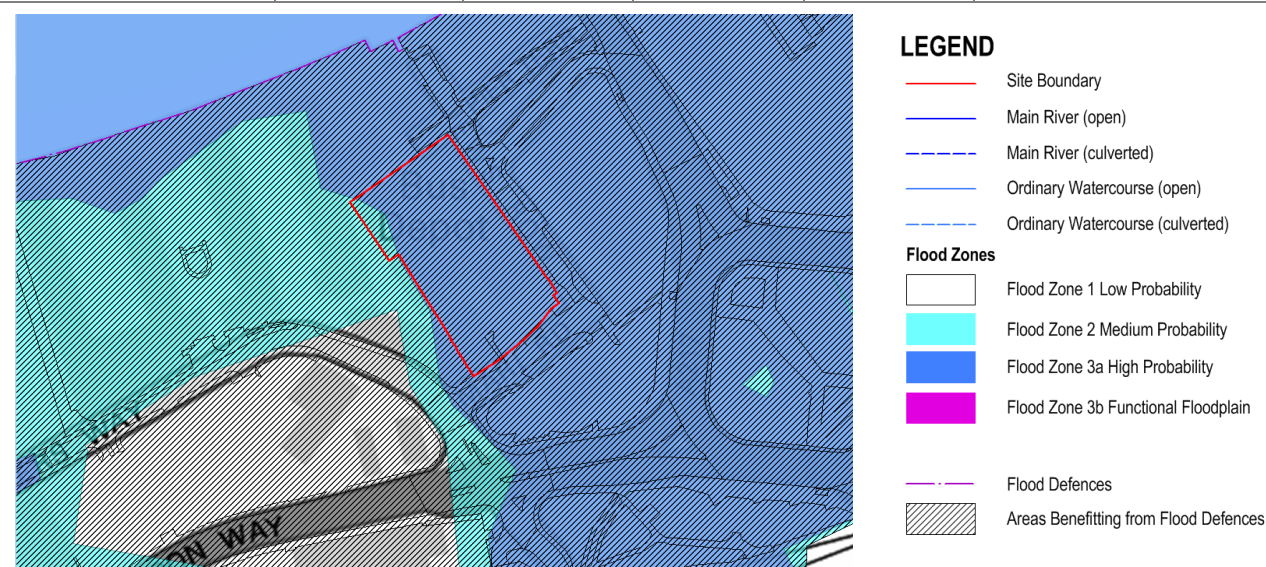 LEGEND
Site Boundary
Main River (open)
Main River (culverted)
Ordinary Watercourse (open)
Ordinary Watercourse (culverted)
Flood Zones
Flood Zone 1 Low Probability
Flood Zone 2 Medium Probability
Flood Zone 3a High Probability
Flood Zone 3b Functional Floodplain
Flood Defences
Areas Benefitting from Flood Defences
WAY
ON WAY